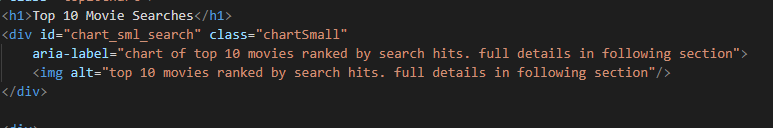 <h1>Top 10 Movie Searches</h1>
<div id="chart_sml_search" class="chartSmall"
aria-label="chart of top 10 movies ranked by search hits. full details in following section">
<img alt="top 10 movies ranked by search hits. full details in following section"/>
</div>